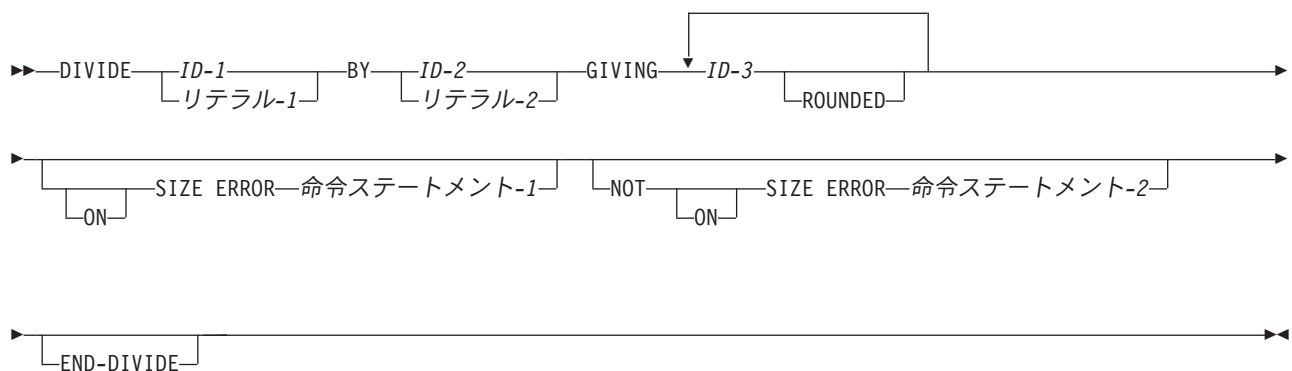 DIVIDE ID-1 BY ID-2 GIVING ID-3
リテラル-1 リテラル-2 ROUNDED
SIZE ERROR 命令ステートメント-1 NOT SIZE ERROR 命令ステートメント-2
ON ON
END-DIVIDE